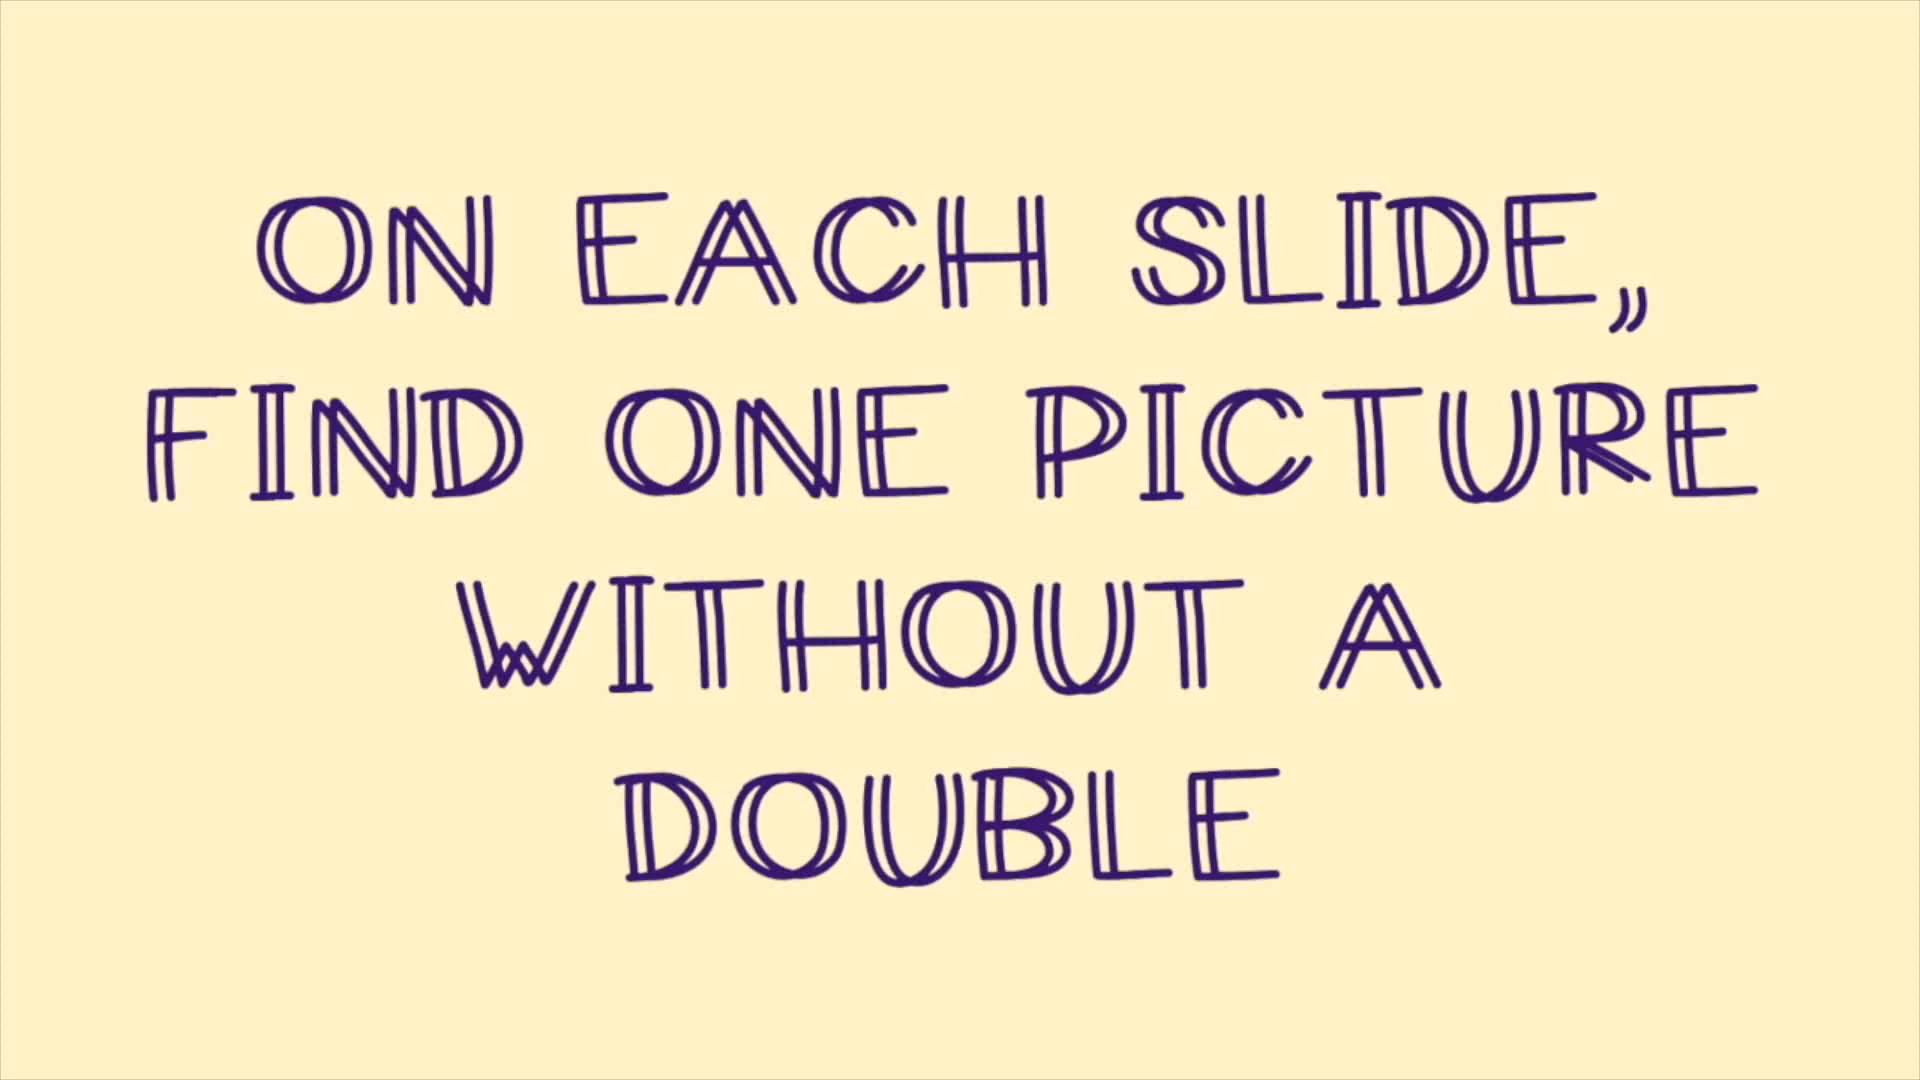 ON EACH SLIDE,
FIND ONE PICTURE
WITHOUT A
DOUBLE